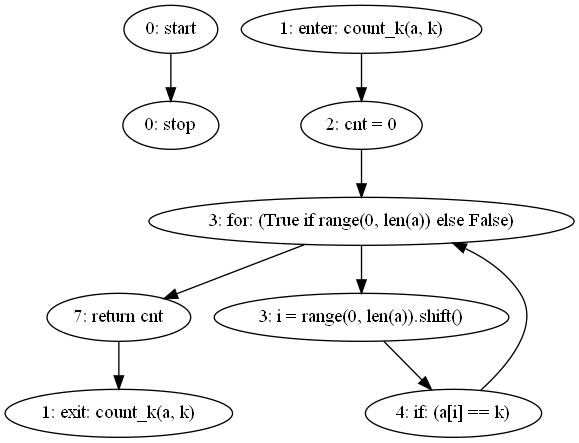 0: start
1: enter: count_k(a, k)
0: stop
2: cnt = 0
3: for: (True if range(0, len(a)) else False)
7: return cnt
3: i = range(0, len(a)).shift()
1: exit: count_k(a, k)
4: if: (a[i] == k)